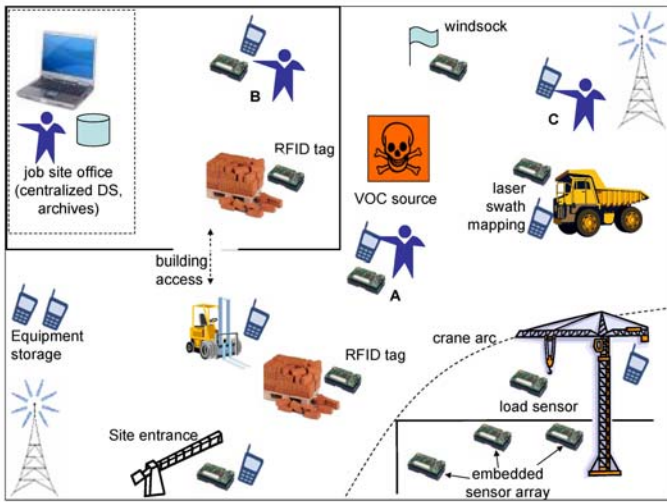 windsock
B
C
RFID tag
job site office
(centralized DS,
archives)
VOC source
laser
swath
mapping
building
access
A
Equipment
storage
crane arc
RFID tag
load sensor
Site entrance
embedded
sensor array